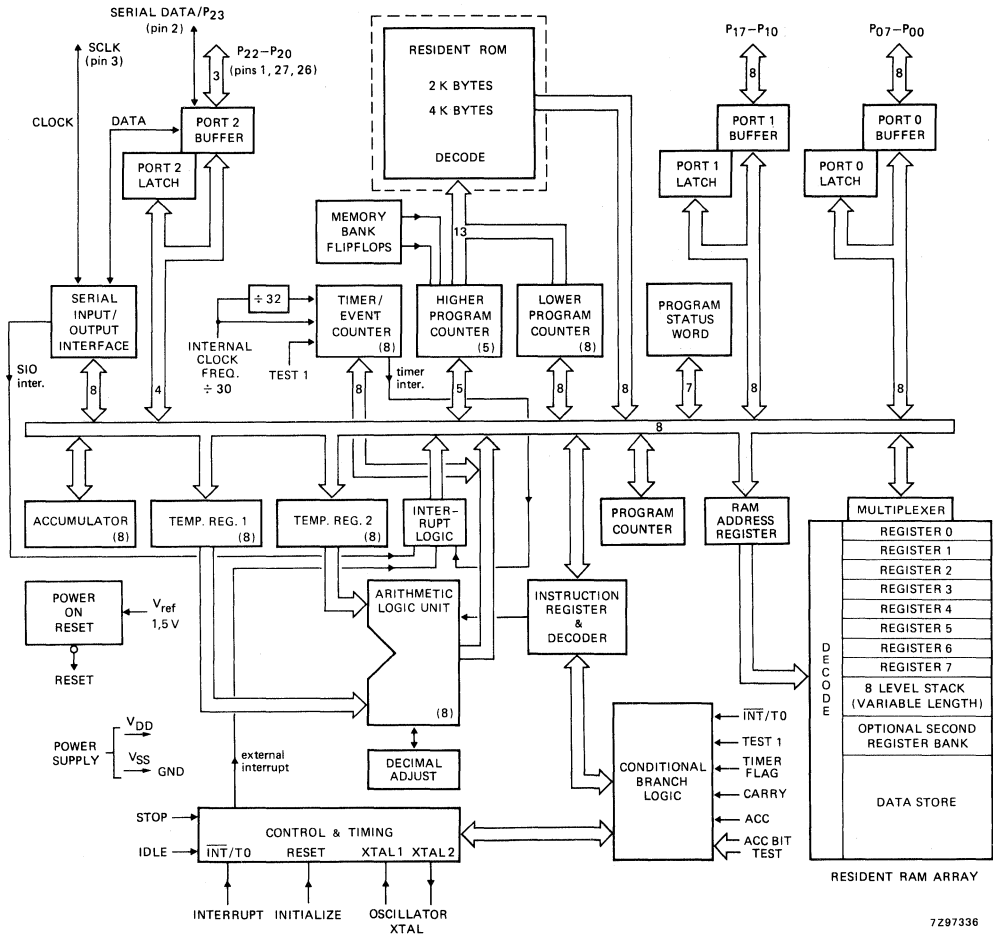 SERIAL DATA/P23
(pin 2)
SCLK
(pin 3)
P22–P20
(pins 1, 27, 26)
3
CLOCK
DATA
PORT 2
BUFFER
PORT 2
LATCH
RESIDENT ROM
2 K BYTES
4 K BYTES
DECODE
P17–P10
8
PORT 1
BUFFER
PORT 1
LATCH
P07–P00
8
PORT 0
BUFFER
PORT 0
LATCH
MEMORY
BANK
FLIPFLOPS
13
SERIAL
INPUT/
OUTPUT
INTERFACE
÷ 32
TIMER/
EVENT
COUNTER
(8)
HIGHER
PROGRAM
COUNTER
(5)
LOWER
PROGRAM
COUNTER
(8)
PROGRAM
STATUS
WORD
INTERNAL
CLOCK
FREQ.
÷ 30
TEST 1
timer
inter.
SIO
inter.
8
4
8
5
8
8
7
8
8
8
ACCUMULATOR
(8)
TEMP. REG. 1
(8)
TEMP. REG. 2
(8)
INTER–
RUPT
LOGIC
PROGRAM
COUNTER
RAM
ADDRESS
REGISTER
MULTIPLEXER
REGISTER 0
REGISTER 1
REGISTER 2
REGISTER 3
REGISTER 4
REGISTER 5
REGISTER 6
REGISTER 7
8 LEVEL STACK
(VARIABLE LENGTH)
OPTIONAL SECOND
REGISTER BANK
DATA STORE
DECODE
RESIDENT RAM ARRAY
POWER
ON
RESET
Vref
1,5 V
RESET
ARITHMETIC
LOGIC UNIT
(8)
INSTRUCTION
REGISTER
&
DECODER
DECIMAL
ADJUST
POWER
SUPPLY
VDD
VSS
GND
external
interrupt
CONDITIONAL
BRANCH
LOGIC
INT/T0
TEST 1
TIMER
FLAG
CARRY
ACC
ACC BIT
TEST
STOP
IDLE
CONTROL & TIMING
INT/T0
RESET
XTAL 1
XTAL 2
INTERRUPT
INITIALIZE
OSCILLATOR
XTAL
7Z97336